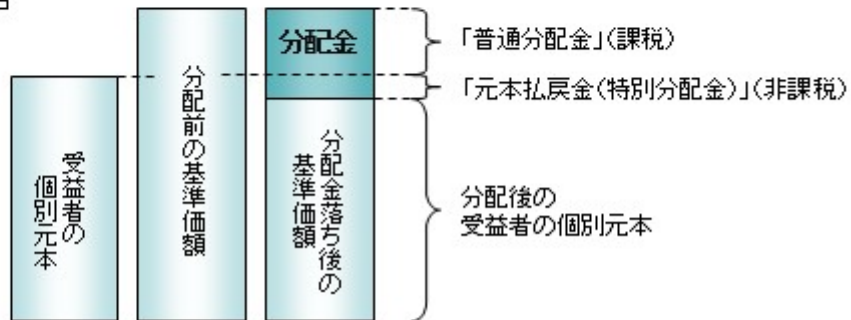 受益者の
個別元本
分配前の基準価額
分配金
分配金落ち後の
基準価額
「普通分配金」(課税)
「元本払戻金(特別分配金)」(非課税)
分配後の
受益者の個別元本